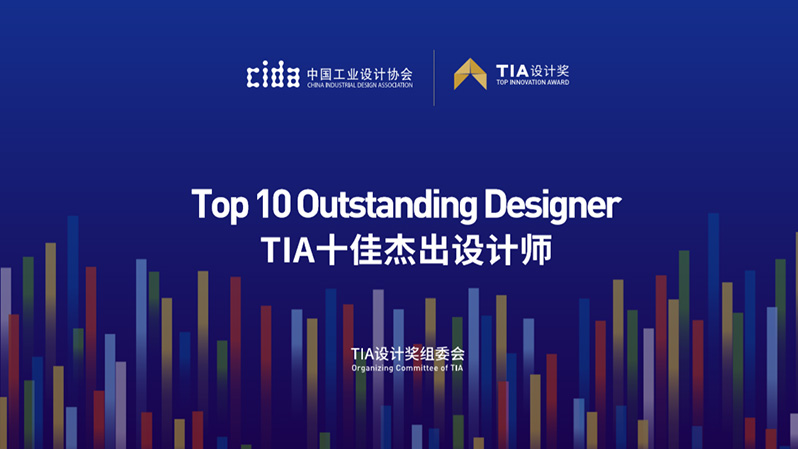 cida 中国工业设计协会
CHINA INDUSTRIAL DESIGN ASSOCIATION
TIA设计奖
TOP INNOVATION AWARD
Top 10 Outstanding Designer
TIA十佳杰出设计师
TIA设计奖组委会
Organizing Committee of TIA